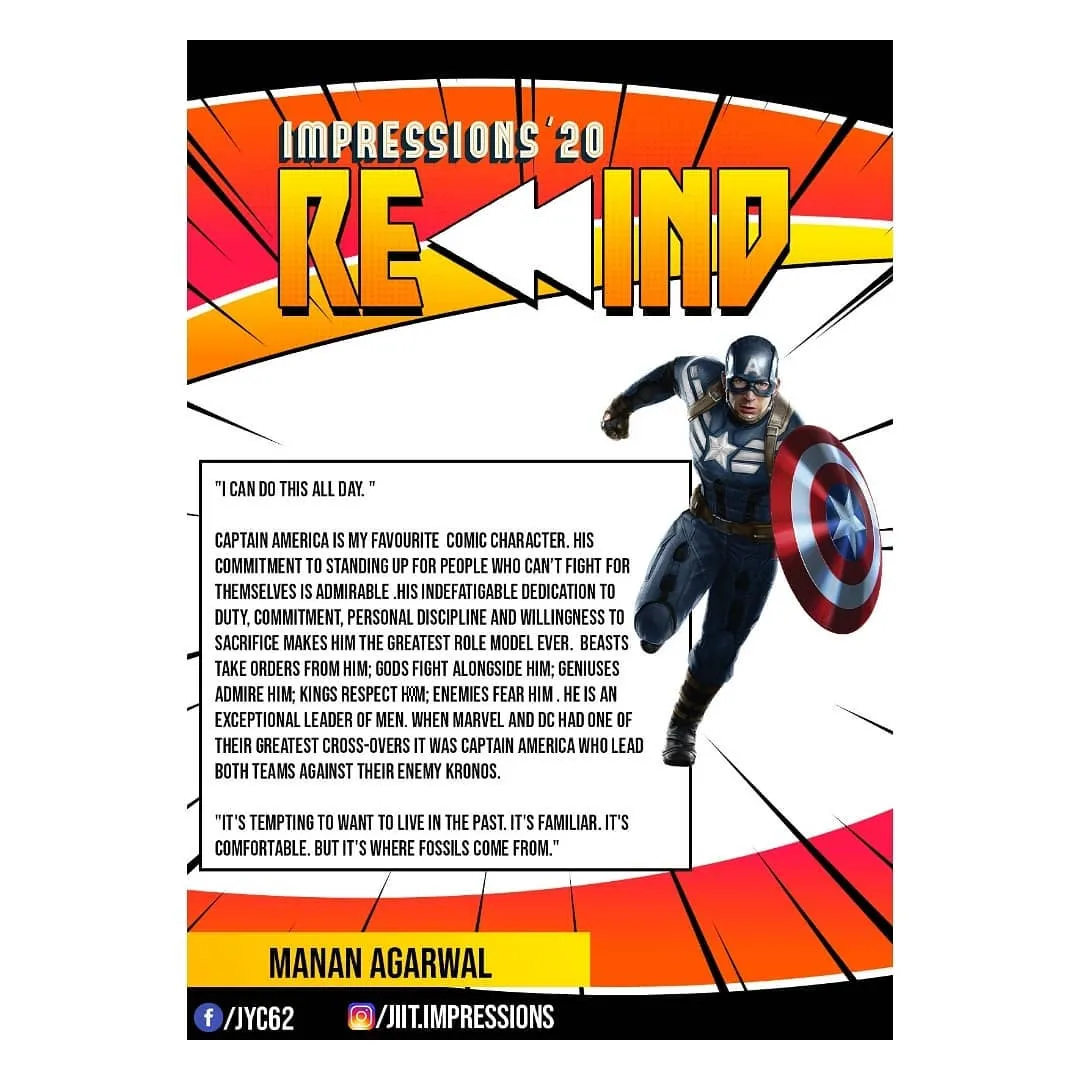 IMPRESSIONS '20
REWIND
A
"I CAN DO THIS ALL DAY. "
CAPTAIN AMERICA IS MY FAVOURITE COMIC CHARACTER. HIS
COMMITMENT TO STANDING UP FOR PEOPLE WHO CAN'T FIGHT FOR
THEMSELVES IS ADMIRABLE .HIS INDEFATIGABLE DEDICATION TO
DUTY, COMMITMENT, PERSONAL DISCIPLINE AND WILLINGNESS TO
SACRIFICE MAKES HIM THE GREATEST ROLE MODEL EVER. BEASTS
TAKE ORDERS FROM HIM; GODS FIGHT ALONGSIDE HIM; GENIUSES
ADMIRE HIM; KINGS RESPECT HIM; ENEMIES FEAR HIM . HE IS AN
EXCEPTIONAL LEADER OF MEN. WHEN MARVEL AND DC HAD ONE OF
THEIR GREATEST CROSS-OVERS IT WAS CAPTAIN AMERICA WHO LEAD
BOTH TEAMS AGAINST THEIR ENEMY KRONOS.
"IT'S TEMPTING TO WANT TO LIVE IN THE PAST. IT'S FAMILIAR. IT'S
COMFORTABLE. BUT IT'S WHERE FOSSILS COME FROM."
MANAN AGARWAL
/JYC62 /JIIT.IMPRESSIONS